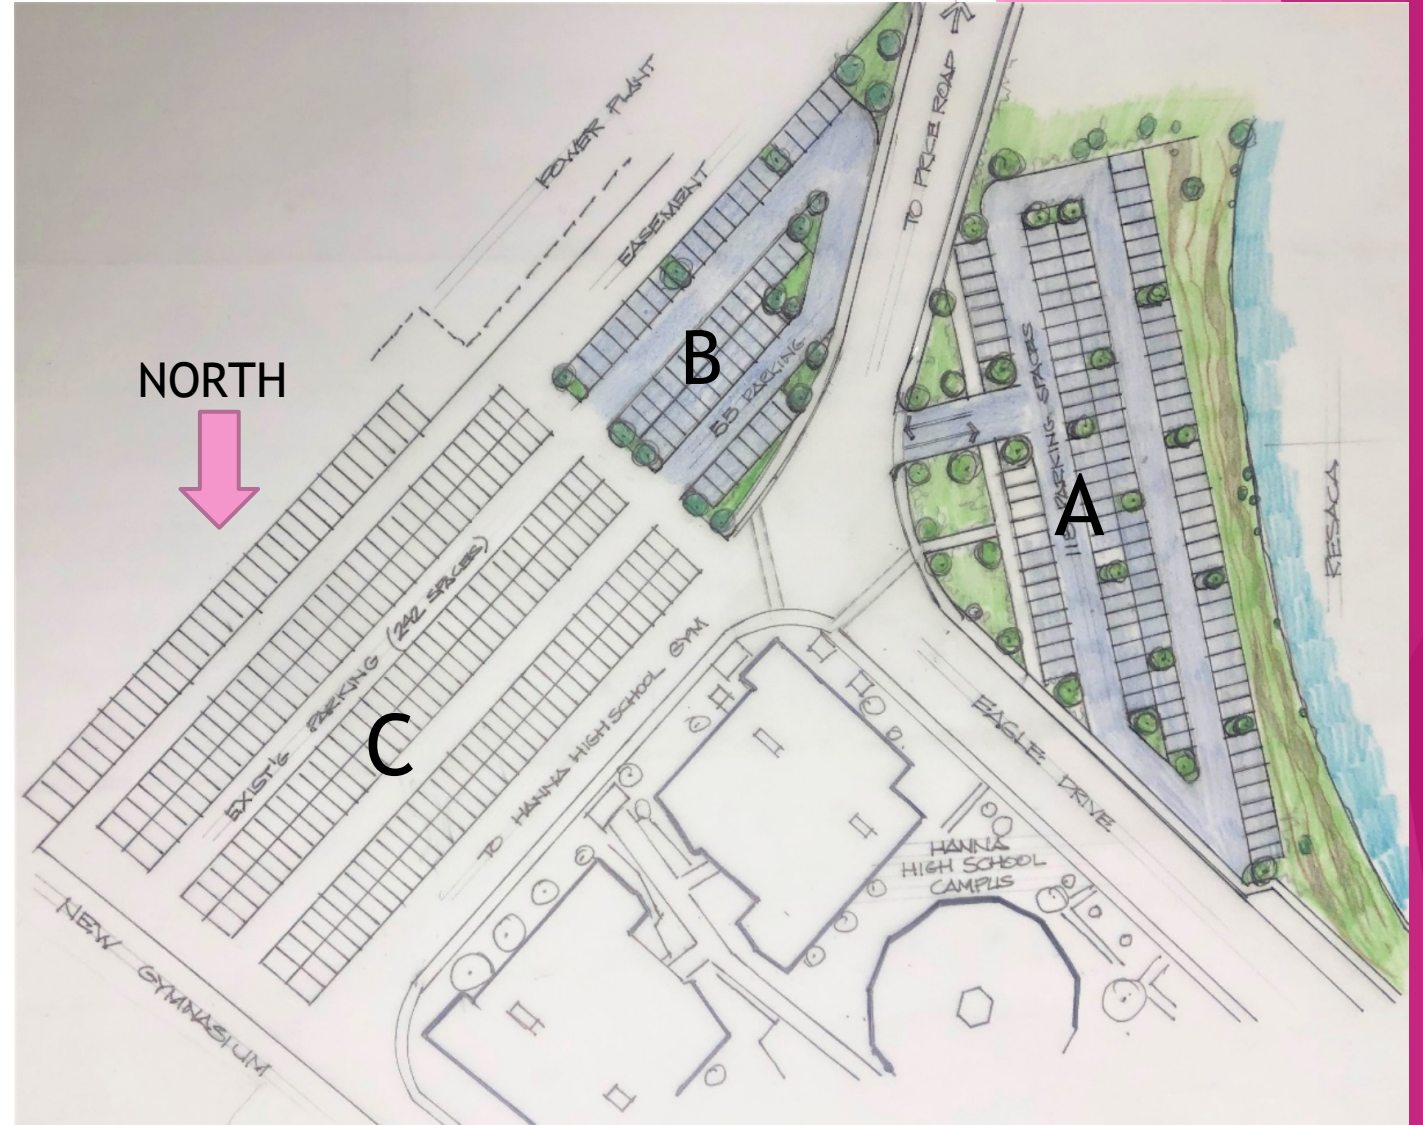 POWER PLANT
EASEMENT
TO PRICE ROAD
NORTH
B
55 PARKING
PARKING SPACES
A
RESACA
EXIST'G PARKING (242 SPACES)
C
TO HANNA HIGH SCHOOL GYM
EAGLE DRIVE
HANNA
HIGH SCHOOL
CAMPUS
NEW GYMNASIUM